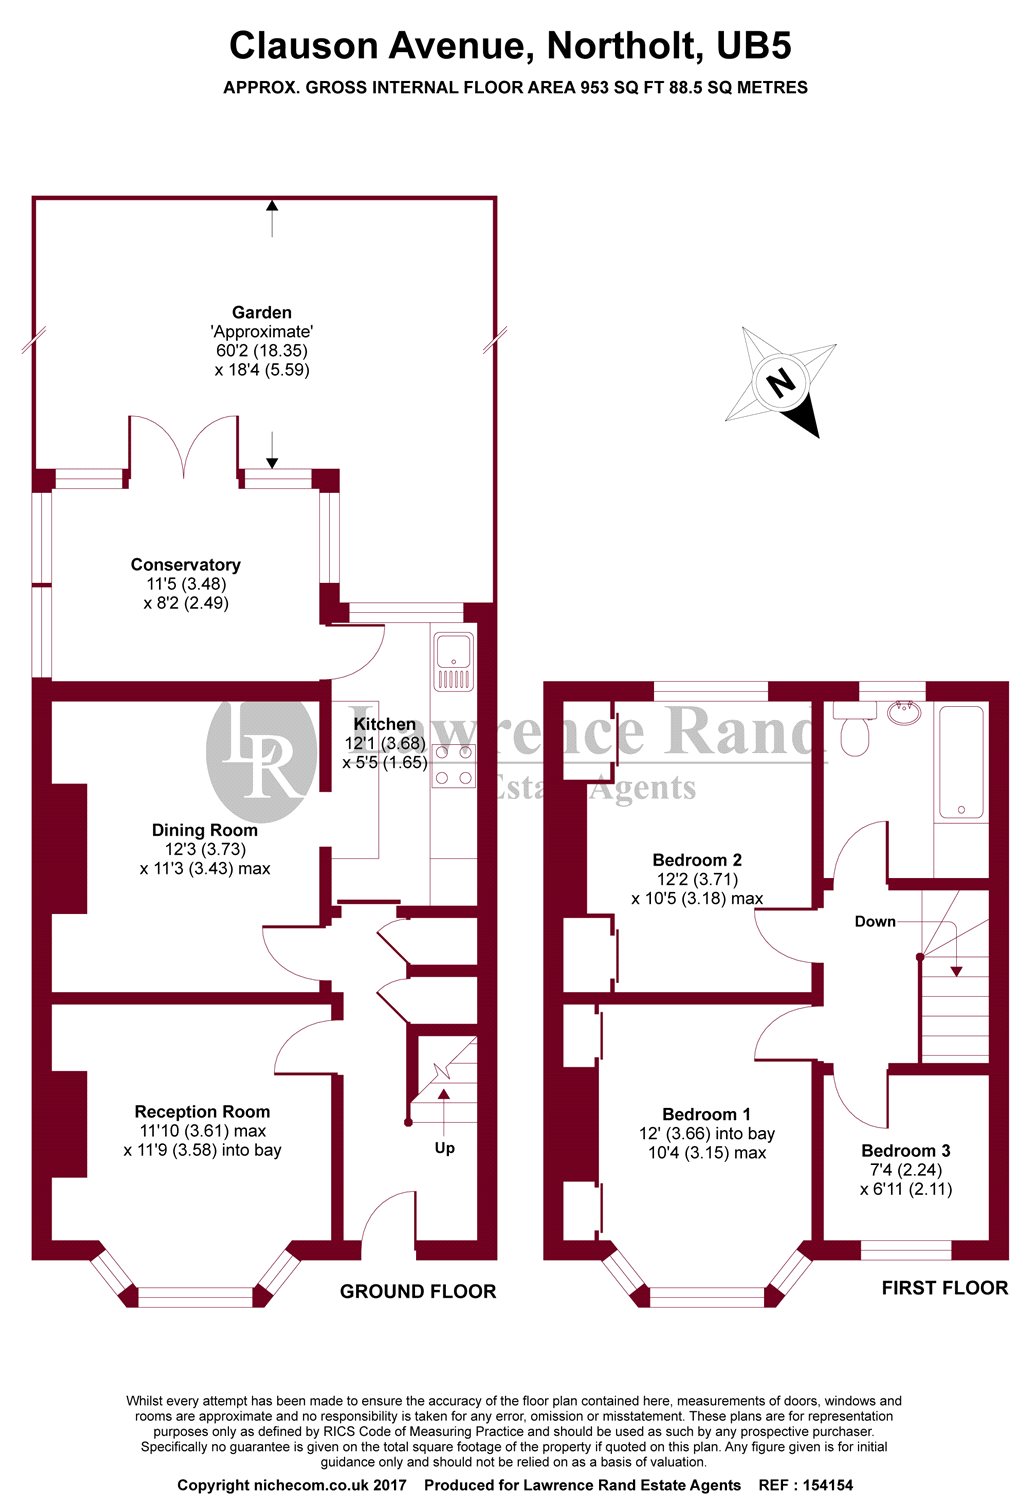 Clauson Avenue, Northolt, UB5
APPROX. GROSS INTERNAL FLOOR AREA 953 SQ FT 88.5 SQ METRES
Garden
'Approximate'
60'2 (18.35)
x 18'4 (5.59)
N
Conservatory
11'5 (3.48)
x 8'2 (2.49)
Kitchen
12'1 (3.68)
x 5'5 (1.65)
LR
Lawrence Rand
Estate Agents
Dining Room
12'3 (3.73)
x 11'3 (3.43) max
Bedroom 2
12'2 (3.71)
x 10'5 (3.18) max
Down
Reception Room
11'10 (3.61) max
x 11'9 (3.58) into bay
Up
Bedroom 1
12' (3.66) into bay
10'4 (3.15) max
Bedroom 3
7'4 (2.24)
x 6'11 (2.11)
GROUND FLOOR
FIRST FLOOR
Whilst every attempt has been made to ensure the accuracy of the floor plan contained here, measurements of doors, windows and
rooms are approximate and no responsibility is taken for any error, omission or misstatement. These plans are for representation
purposes only as defined by RICS Code of Measuring Practice and should be used as such by any prospective purchaser.
Specifically no guarantee is given on the total square footage of the property if quoted on this plan. Any figure given is for initial
guidance only and should not be relied on as a basis of valuation.
Copyright nichecom.co.uk 2017 Produced for Lawrence Rand Estate Agents REF : 154154